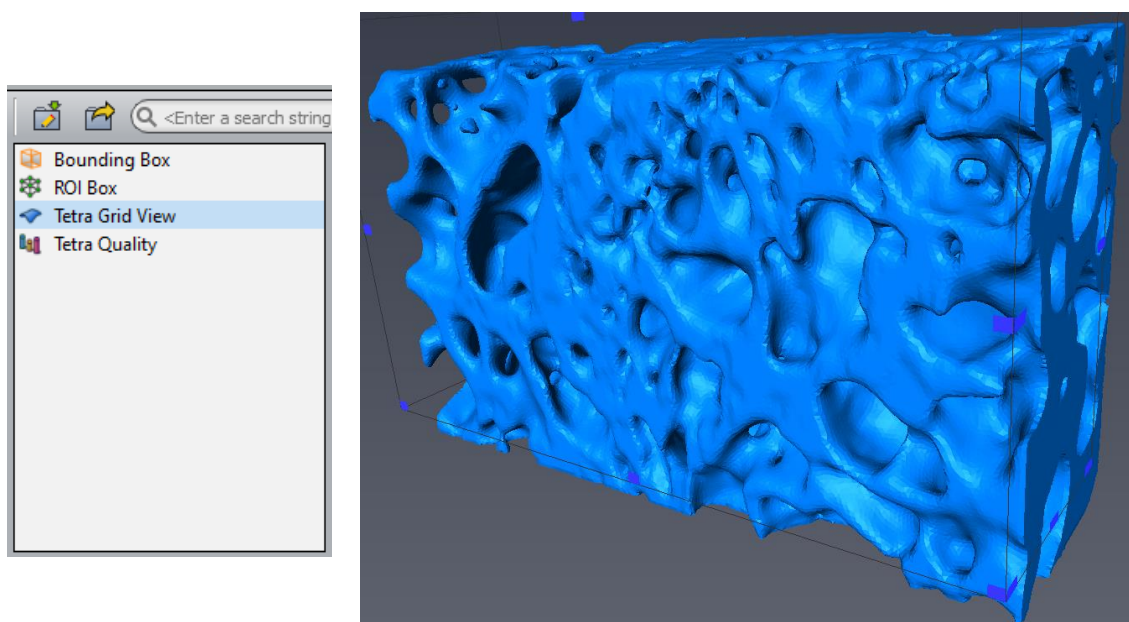 <Enter a search string
Bounding Box
ROI Box
Tetra Grid View
Tetra Quality